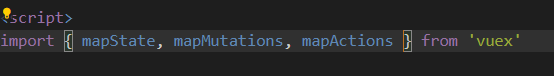 <script>
import { mapState, mapMutations, mapActions } from 'vuex'